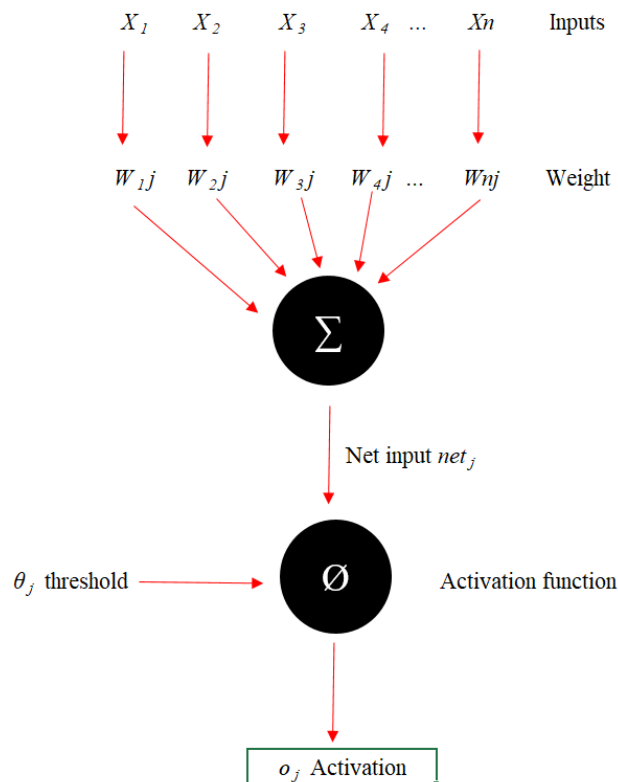 X₁ X₂ X₃ X₄ ... Xn Inputs
W₁j W₂j W₃j W₄j ... Wnj Weight
Σ
Net input netⱼ
θⱼ threshold Ø Activation function
oⱼ Activation